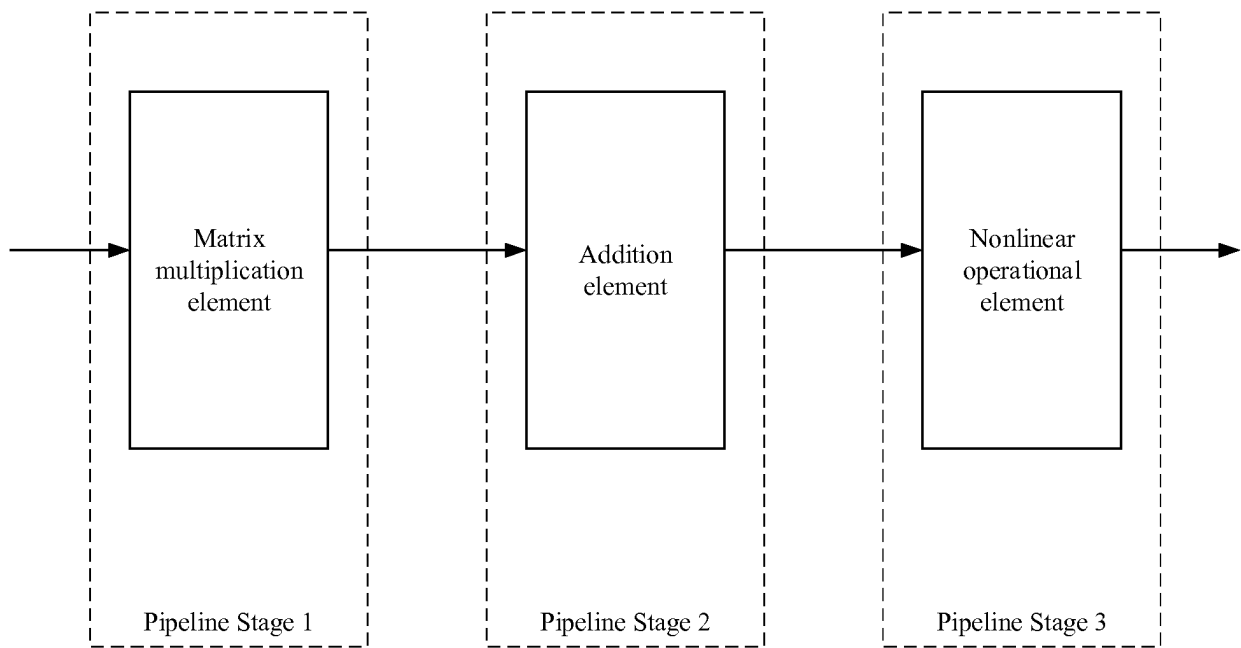 Matrix
multiplication
element
Addition
element
Nonlinear
operational
element
Pipeline Stage 1
Pipeline Stage 2
Pipeline Stage 3